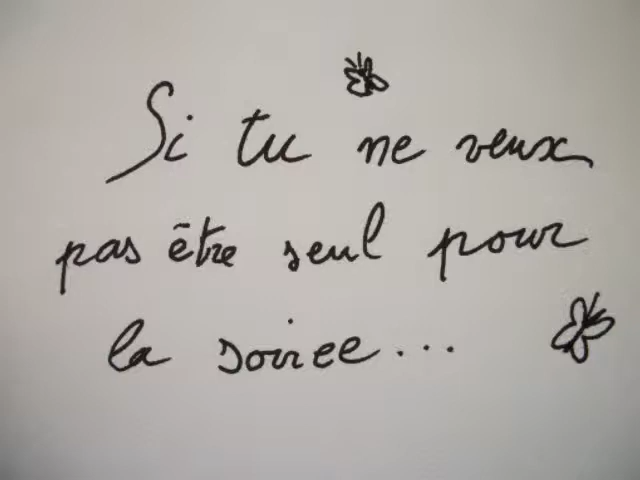 Si tu ne veux
pas être seul pour
la soiree...